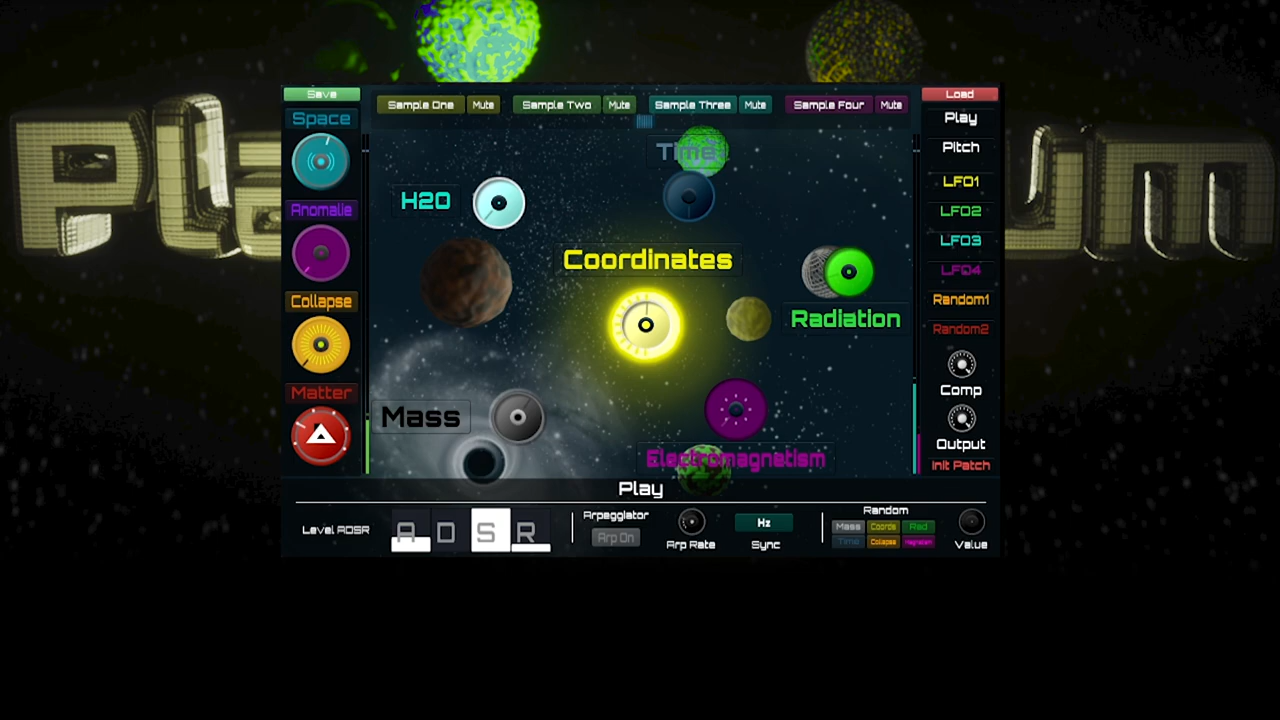 Save
Sample One Mute Sample Two Mute Sample Three Mute Sample Four Mute
Load
Space
Play
Time
Pitch
H2O
LFO1
Anomalie
LFO2
LFO3
Coordinates
LFO4
Collapse
Random1
Radiation
Random2
Matter
Comp
Mass
Output
Electromagnetism
Init Patch
Play
Level ADSR
A D S R
Arpeggiator
Arp On
Arp Rate
Hz
Sync
Random
Mass Coords Rad
Time Collapse Magnetism
Value